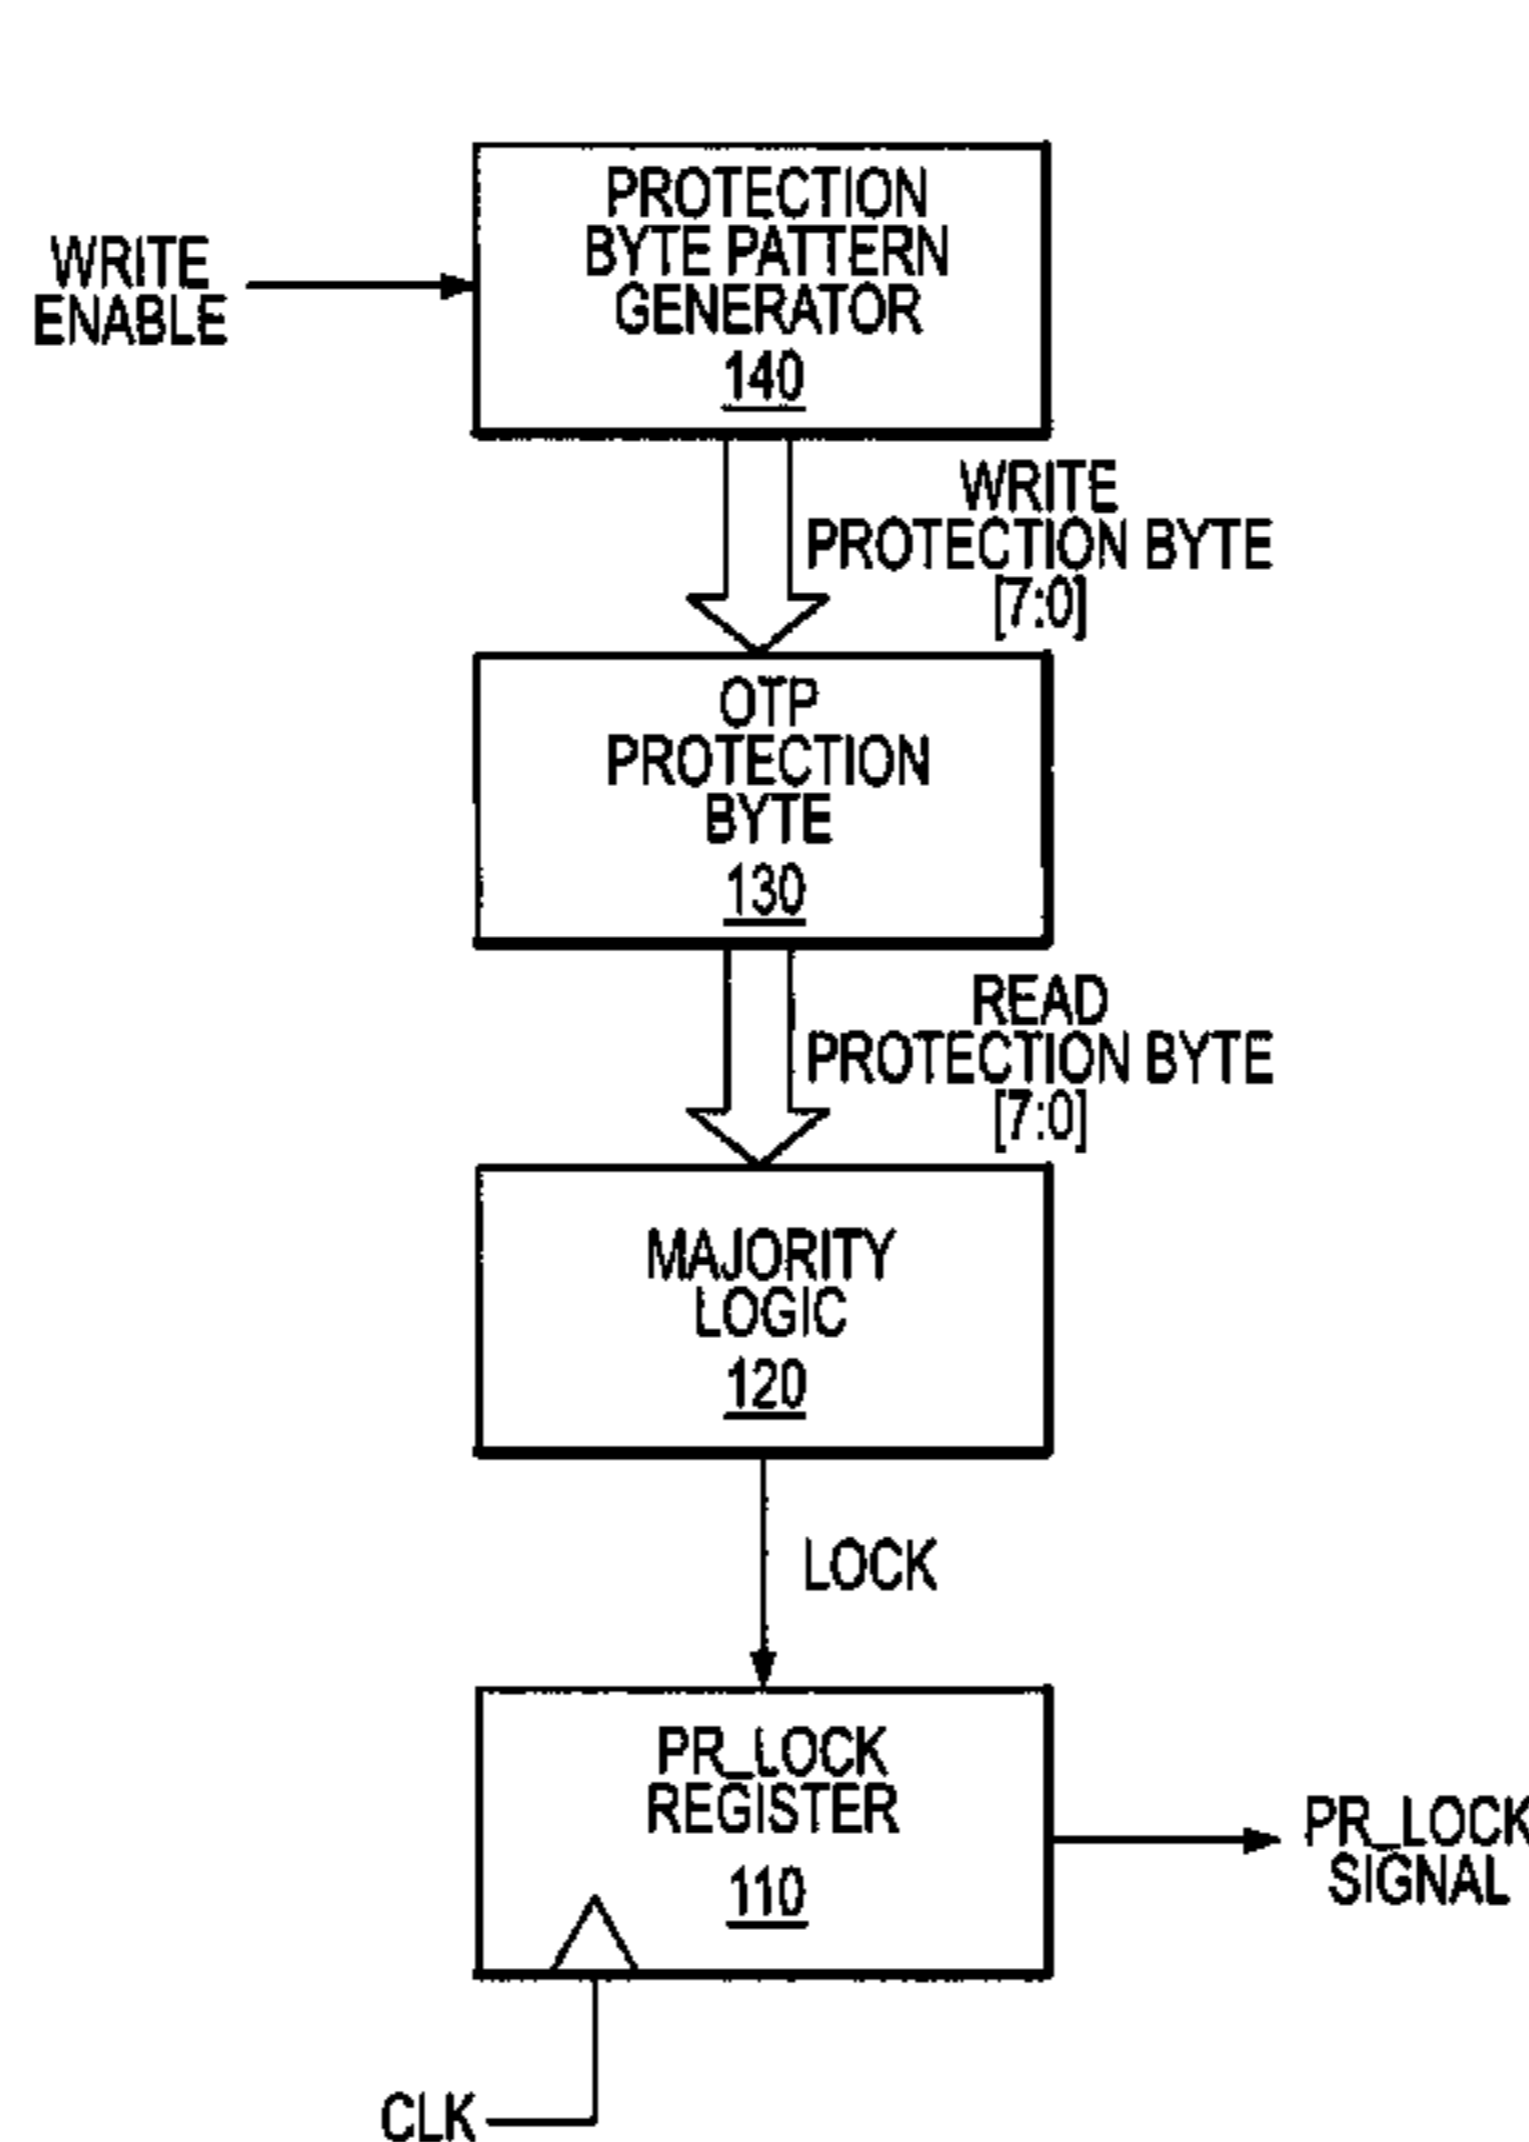 PROTECTION
BYTE PATTERN
GENERATOR
140
WRITE
ENABLE
WRITE
PROTECTION BYTE
[7:0]
OTP
PROTECTION
BYTE
130
READ
PROTECTION BYTE
[7:0]
MAJORITY
LOGIC
120
LOCK
PR_LOCK
REGISTER
110
PR_LOCK
SIGNAL
CLK